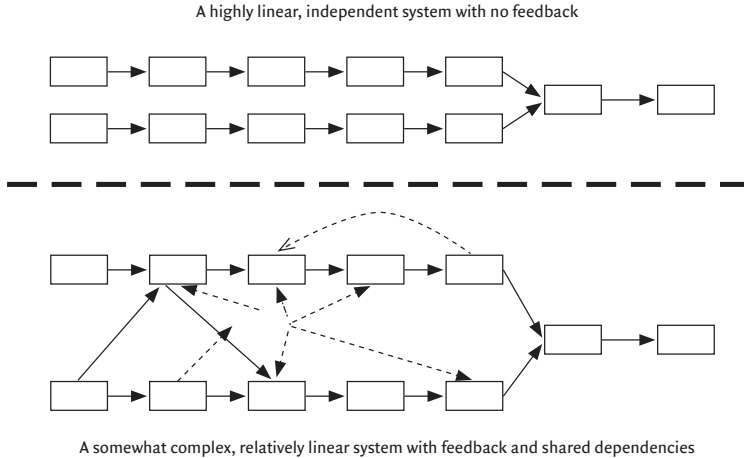 A highly linear, independent system with no feedback
A somewhat complex, relatively linear system with feedback and shared dependencies